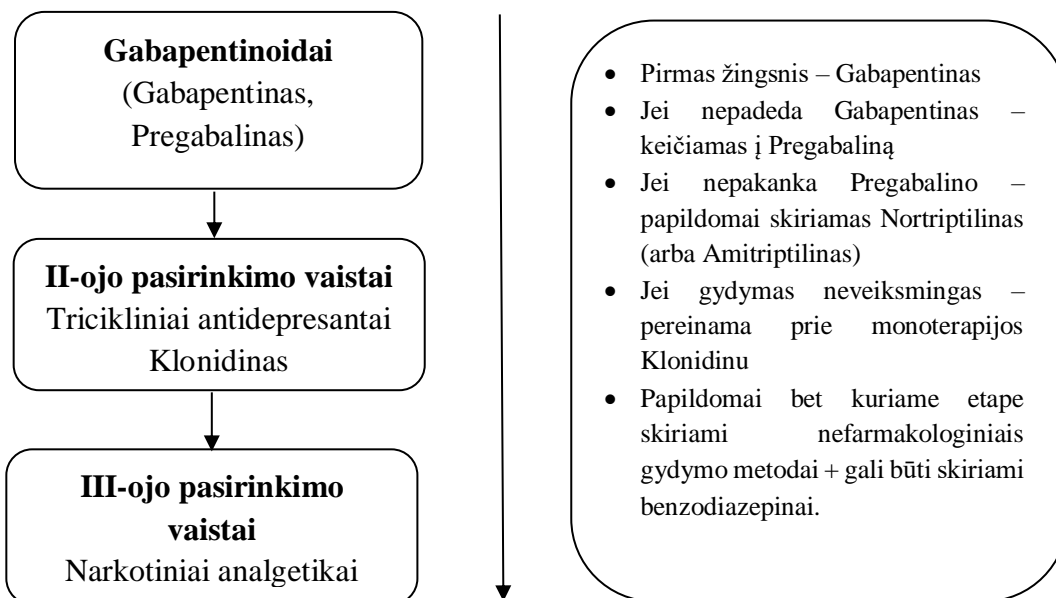 Gabapentinoidai
(Gabapentinas,
Pregabalinas)
II-ojo pasirinkimo vaistai
Tricikliniai antidepresantai
Klonidinas
III-ojo pasirinkimo
vaistai
Narkotiniai analgetikai
• Pirmas žingsnis – Gabapentinas
• Jei nepadeda Gabapentinas –
keičiamas į Pregabaliną
• Jei nepakanka Pregabalino –
papildomai skiriamas Nortriptilinas
(arba Amitriptilinas)
• Jei gydymas neveiksmingas –
pereinama prie monoterapijos
Klonidinu
• Papildomai bet kuriame etape
skiriami nefarmakologiniais
gydymo metodai + gali būti skiriami
benzodiazepinai.